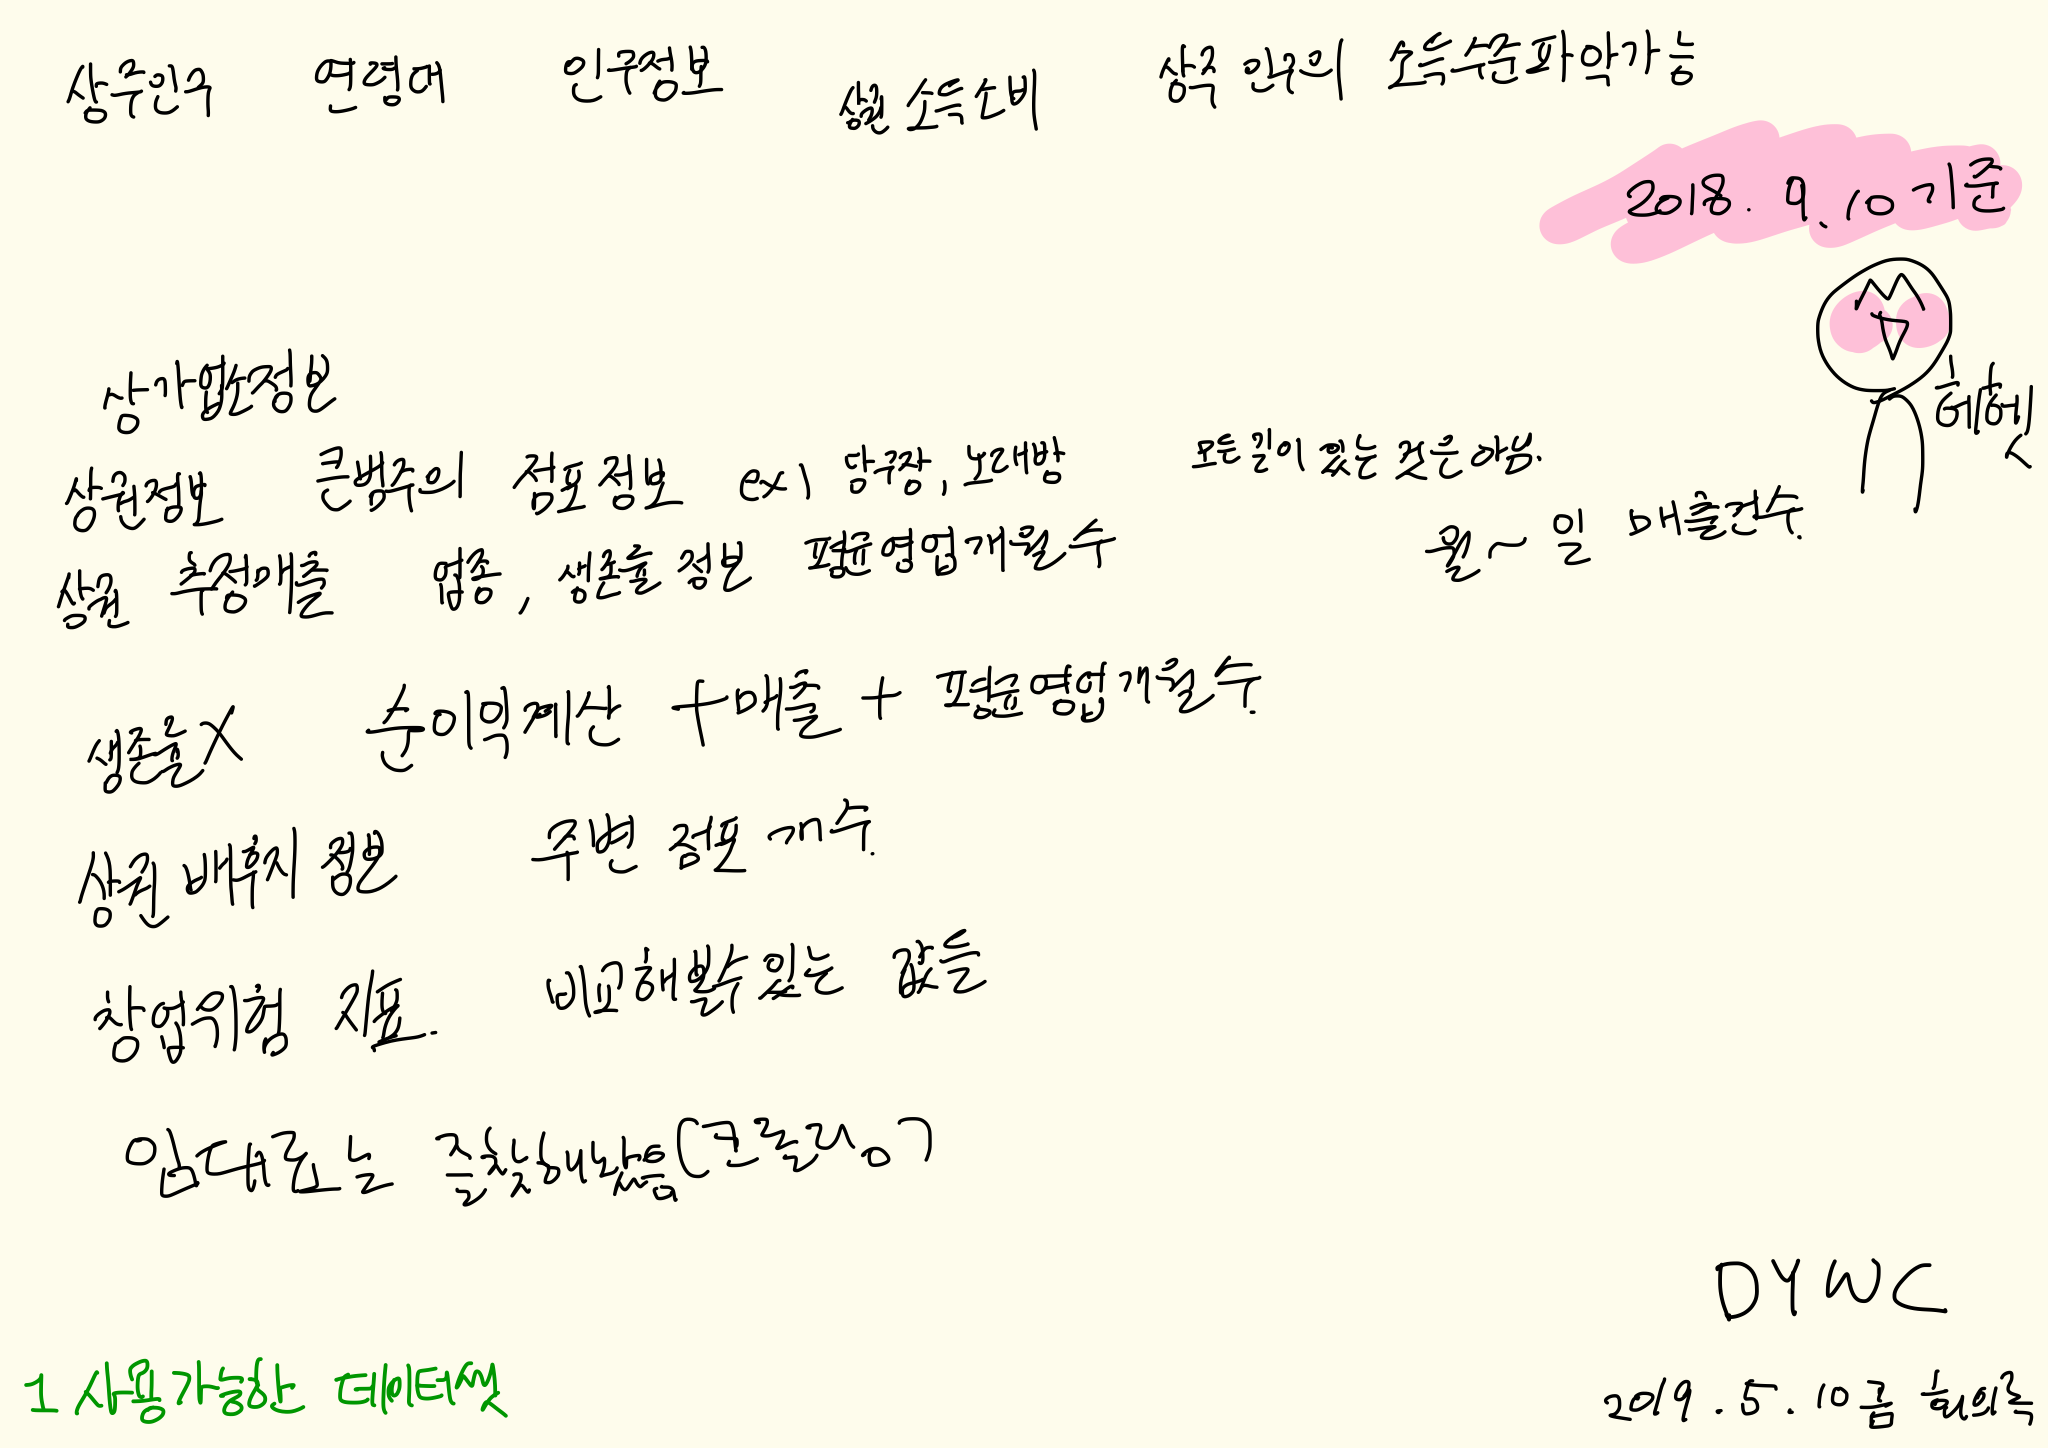 상주인구 연령대 인구정보 상권 소득소비 상주 인구의 소득수준파악가능
2018. 9. 10 기준
헤헷
상가업소정보
상권정보 큰범주의 점포정보 ex) 당구장, 노래방 모든 길이 있는 것은 아님.
상권 추정매출 업종, 생존률 정보 평균영업개월수 월~일 매출건수.
생존률X 순이익계산 +매출 + 평균영업개월수.
상권 배후지 정보 주변 점포 개수.
창업위험 지표. 비교해볼수있는 값들
임대료는 줄 찾해놨음(크롤링
DYWC
1 사용가능한 데이터셋
2019. 5. 10 금 회의록